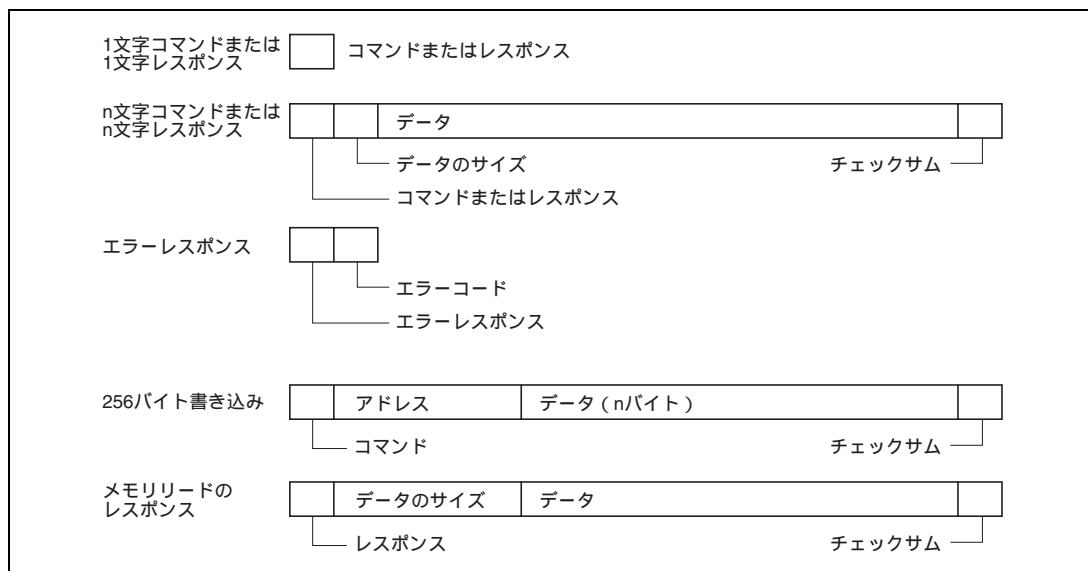 1文字コマンドまたは
1文字レスポンス
コマンドまたはレスポンス
n文字コマンドまたは
n文字レスポンス
データ
データのサイズ
チェックサム
コマンドまたはレスポンス
エラーレスポンス
エラーコード
エラーレスポンス
256バイト書き込み
アドレス
データ（nバイト）
コマンド
チェックサム
メモリリードの
レスポンス
データのサイズ
データ
レスポンス
チェックサム